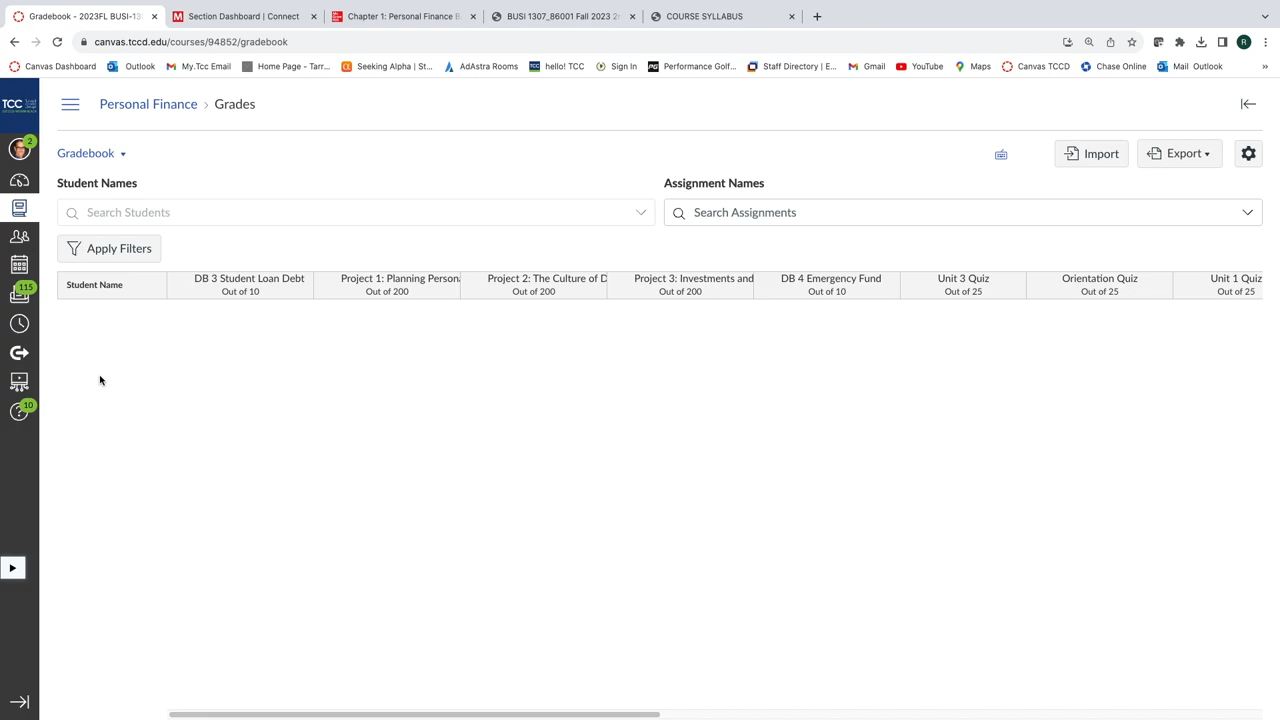 Gradebook - 2023FL BUSI-13
Section Dashboard | Connect
Chapter 1: Personal Finance B
BUSI 1307_86001 Fall 2023 2
COURSE SYLLABUS
canvas.tccd.edu/courses/94852/gradebook
R
Canvas Dashboard
Outlook
My.Tcc Email
Home Page - Tarr...
Seeking Alpha | St...
AdAstra Rooms
hello! TCC
Sign In
Performance Golf...
Staff Directory | E...
Gmail
YouTube
Maps
Canvas TCCD
Chase Online
Mail Outlook
»
TCC
Personal Finance › Grades
2
115
10
Gradebook
Import
Export
Student Names
Assignment Names
Search Students
Search Assignments
Apply Filters
Student Name
DB 3 Student Loan Debt
Out of 10
Project 1: Planning Person
Out of 200
Project 2: The Culture of D
Out of 200
Project 3: Investments and
Out of 200
DB 4 Emergency Fund
Out of 10
Unit 3 Quiz
Out of 25
Orientation Quiz
Out of 25
Unit 1 Quiz
Out of 25